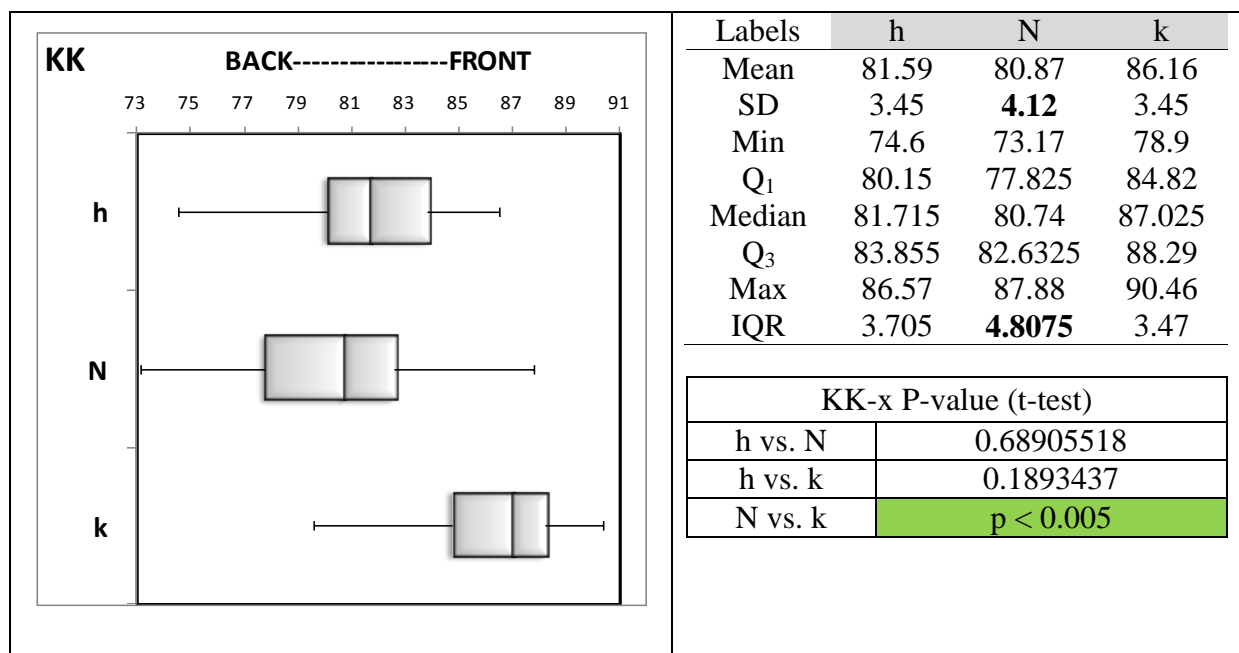 KK BACK-----------------FRONT
73 75 77 79 81 83 85 87 89 91
h
N
k
Labels h N k
Mean 81.59 80.87 86.16
SD 3.45 4.12 3.45
Min 74.6 73.17 78.9
Q1 80.15 77.825 84.82
Median 81.715 80.74 87.025
Q3 83.855 82.6325 88.29
Max 86.57 87.88 90.46
IQR 3.705 4.8075 3.47
KK-x P-value (t-test)
h vs. N 0.68905518
h vs. k 0.1893437
N vs. k p < 0.005